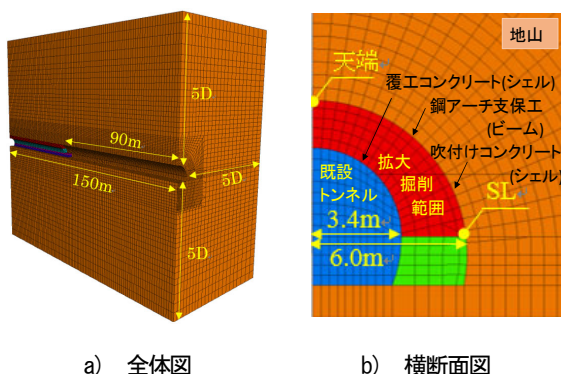 5D
90m
150m
5D
5D
a) 全体図
地山
天端
覆工コンクリート(シェル)
鋼アーチ支保工
(ビーム)
吹付けコンクリート
(シェル)
拡大
掘削
範囲
既設
トンネル
SL
3.4m
6.0m
b) 横断面図